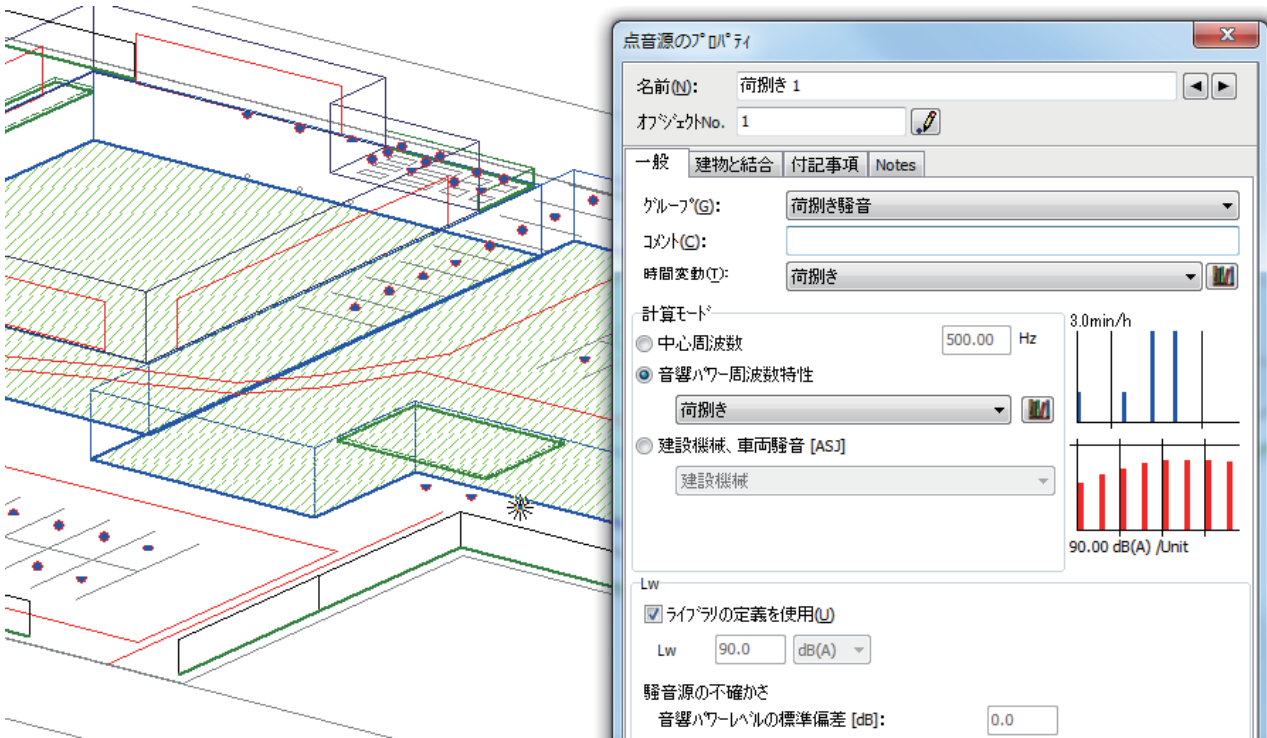 点音源のﾌﾟﾛﾊﾟﾃｨ
X
名前(N): 荷捌き 1
ｵﾌﾞｼﾞｪｸﾄNo. 1
一般 建物と結合 付記事項 Notes
ｸﾞﾙｰﾌﾟ(G): 荷捌き騒音
ｺﾒﾝﾄ(C):
時間変動(T): 荷捌き
計算ﾓｰﾄﾞ
中心周波数 500.00 Hz
音響ﾊﾟﾜｰ周波数特性
荷捌き
建設機械、車両騒音 [ASJ]
建設機械
3.0min/h
90.00 dB(A) /Unit
Lw
ﾗｲﾌﾞﾗﾘの定義を使用(U)
Lw 90.0 dB(A)
騒音源の不確かさ
音響ﾊﾟﾜｰﾚﾍﾞﾙの標準偏差 [dB]: 0.0